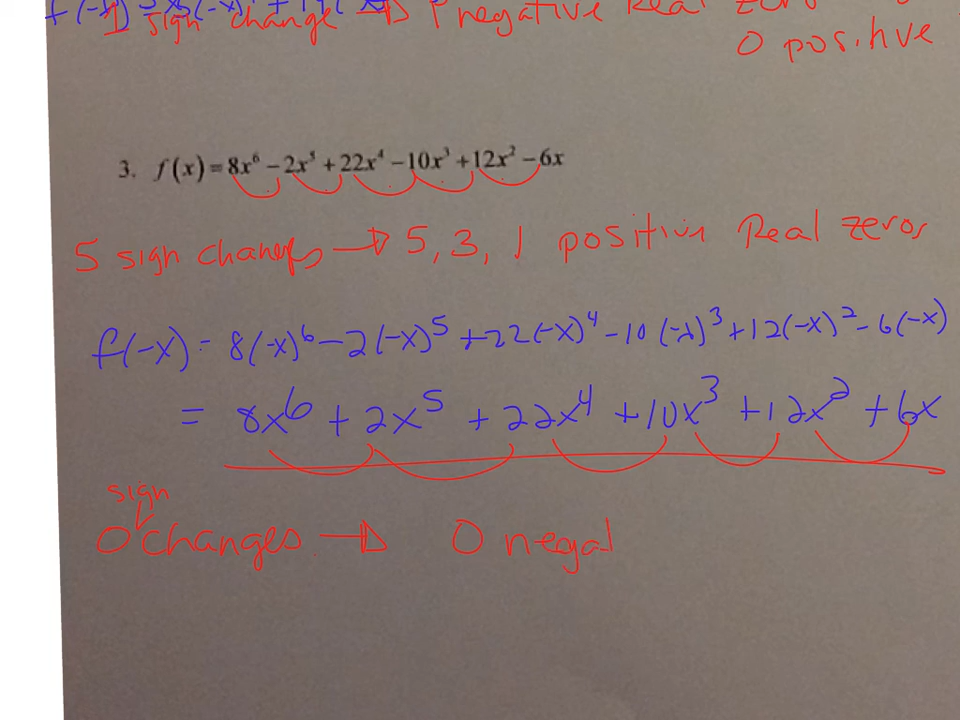 1 sign change → 1 negative Real zero
0 positive
3. f(x) = 8x⁶ − 2x⁵ + 22x⁴ − 10x³ + 12x² − 6x
5 sign changes → 5, 3, 1 positive Real zeros
f(-x) = 8(-x)⁶ − 2(-x)⁵ + 22(-x)⁴ − 10(-x)³ + 12(-x)² − 6(-x)
= 8x⁶ + 2x⁵ + 22x⁴ + 10x³ + 12x² + 6x
sign
0 changes → 0 negat